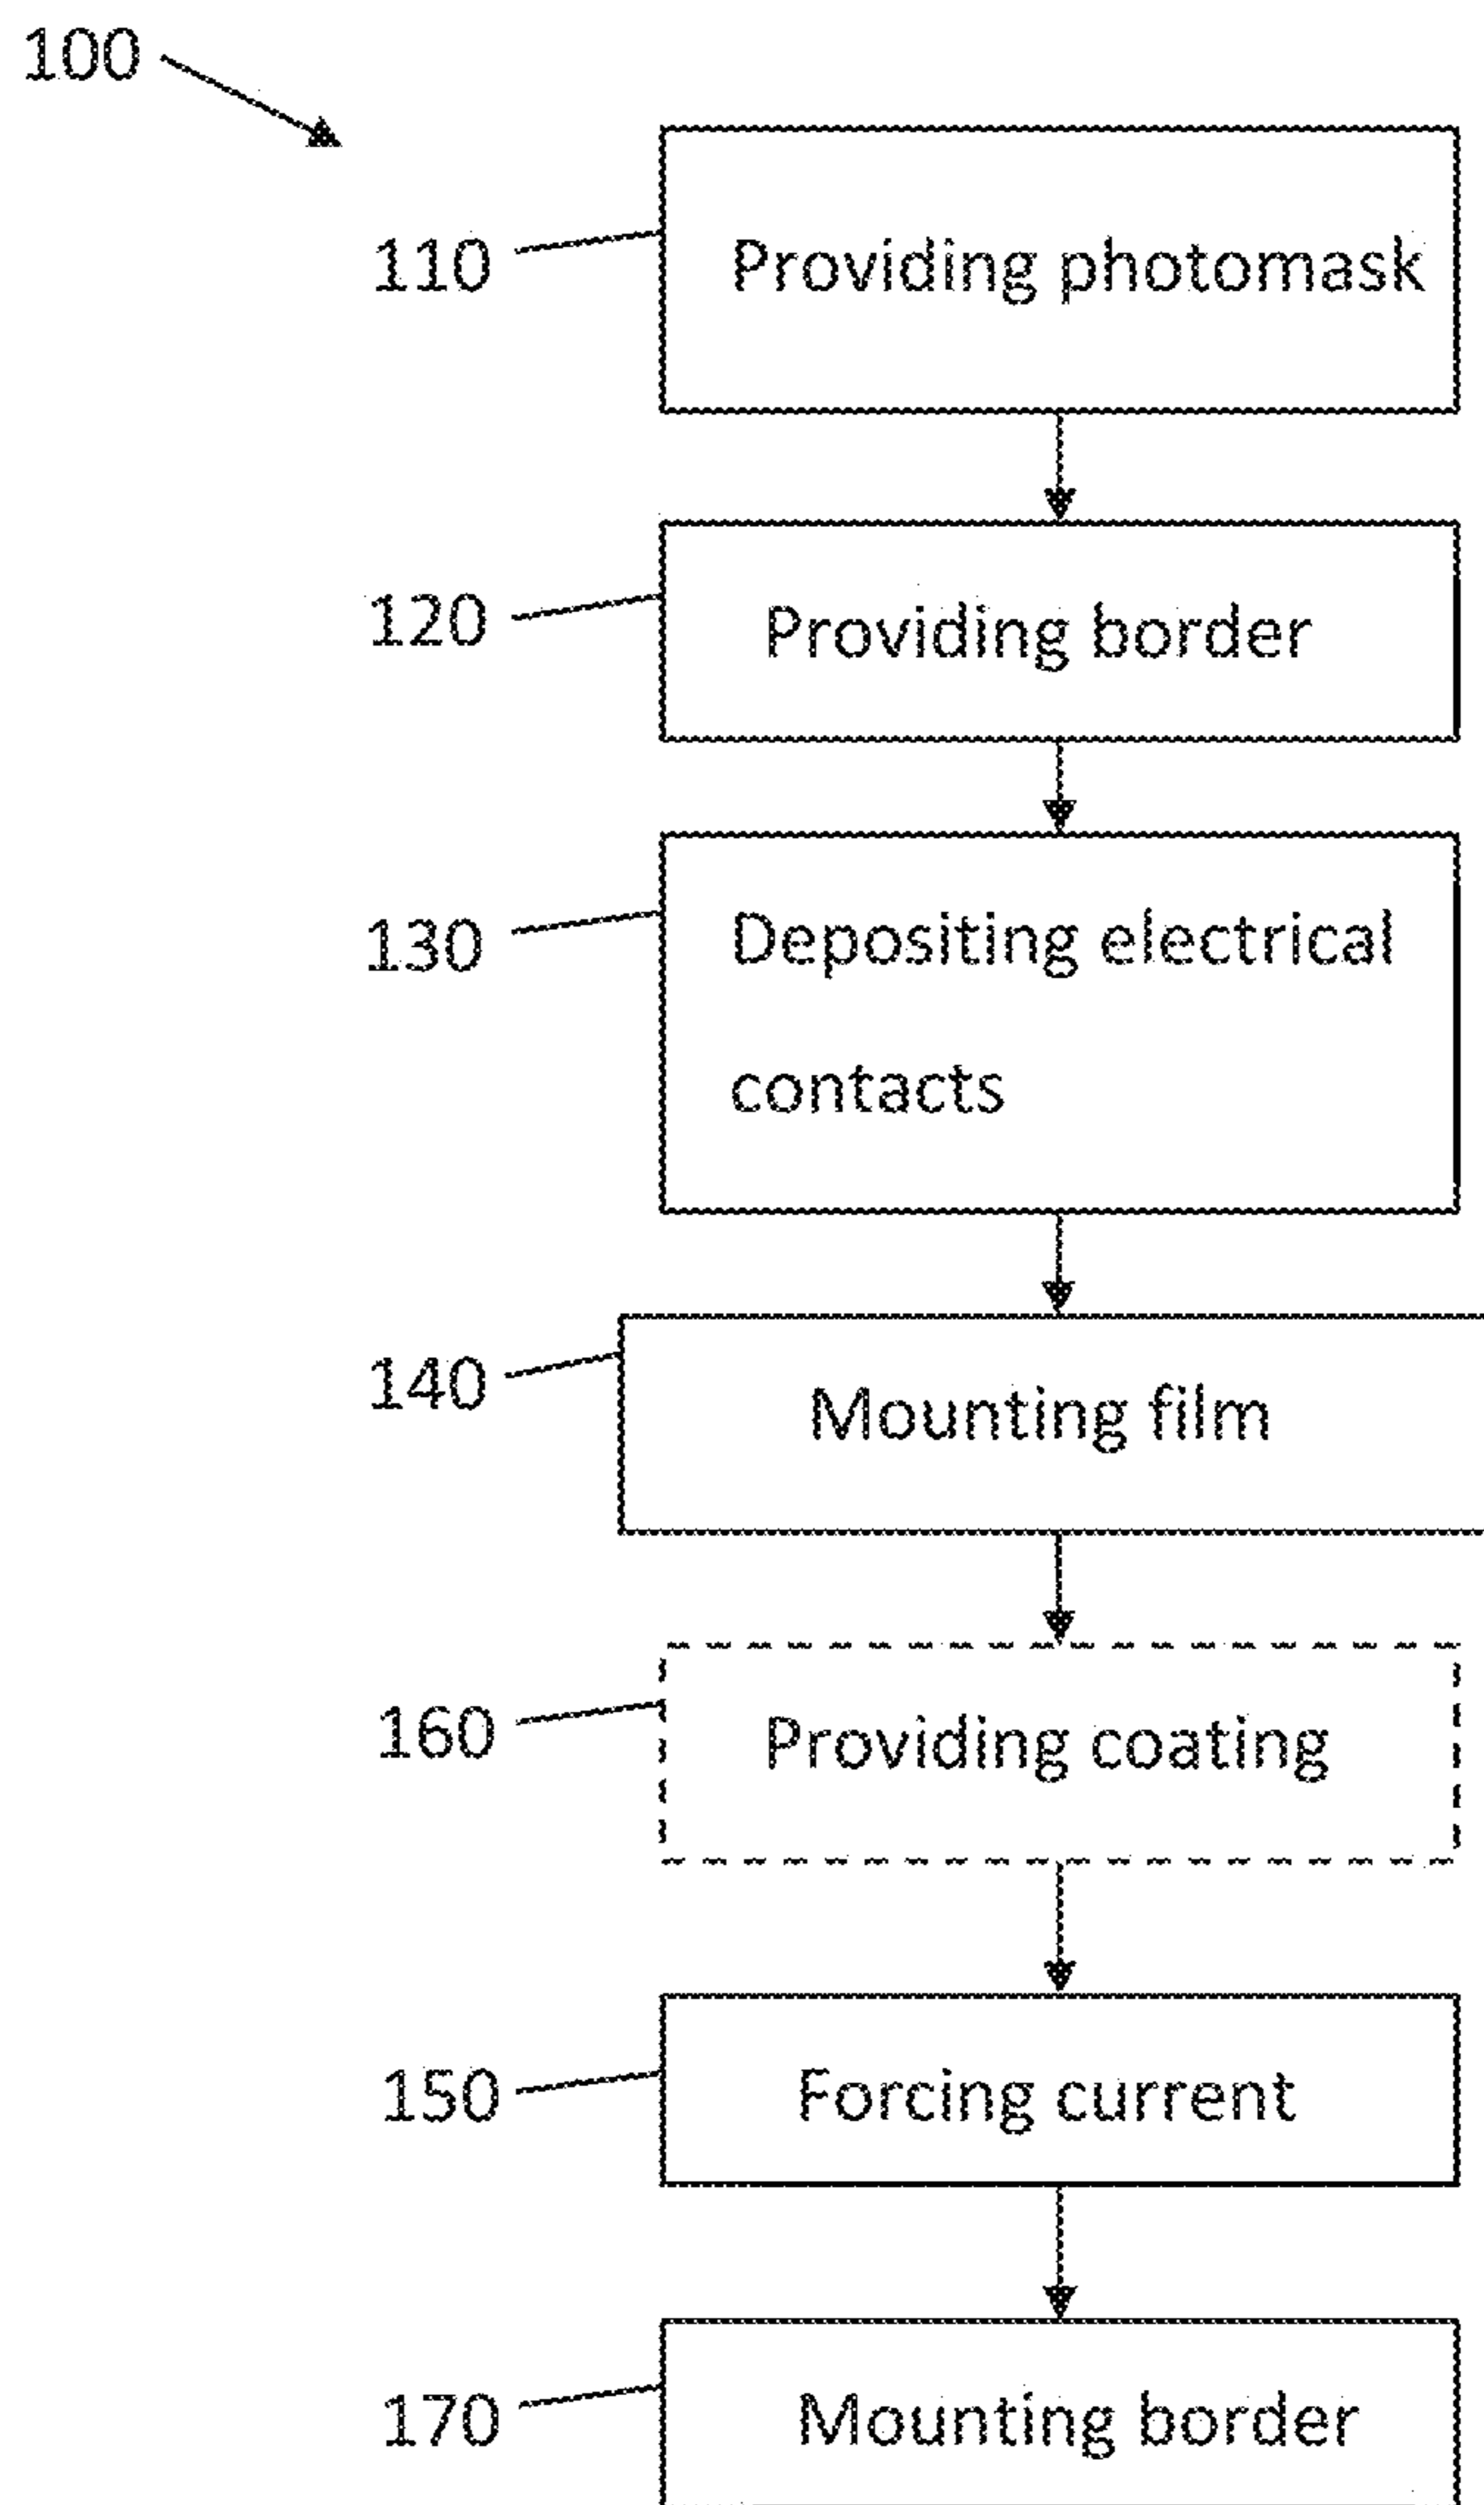 100
110
Providing photomask
120
Providing border
130
Depositing electrical
contacts
140
Mounting film
160
Providing coating
150
Forcing current
170
Mounting border